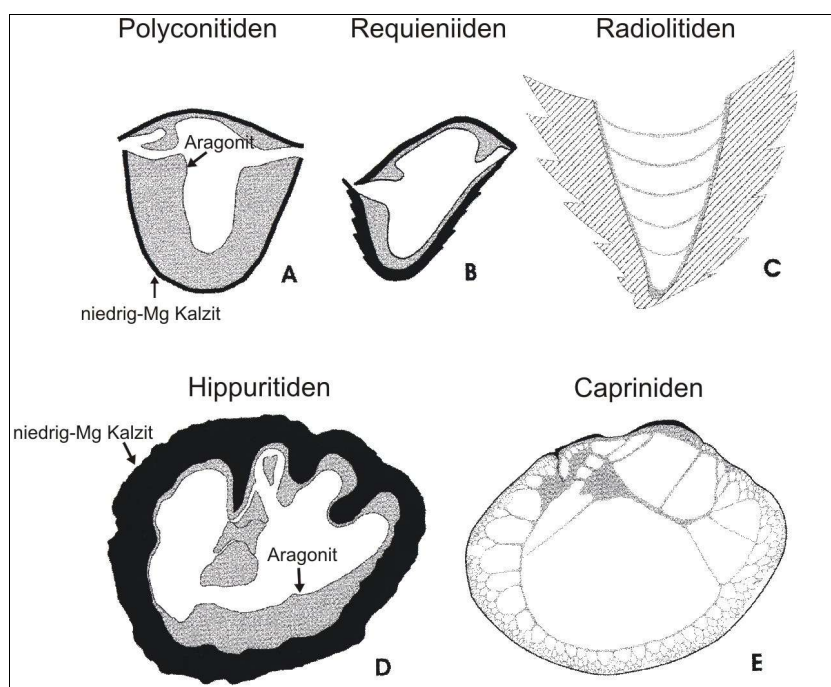 Polyconitiden Requieniiden Radiolitiden
Aragonit
A
niedrig-Mg Kalzit
B
C
Hippuritiden Capriniden
niedrig-Mg Kalzit
Aragonit
D
E